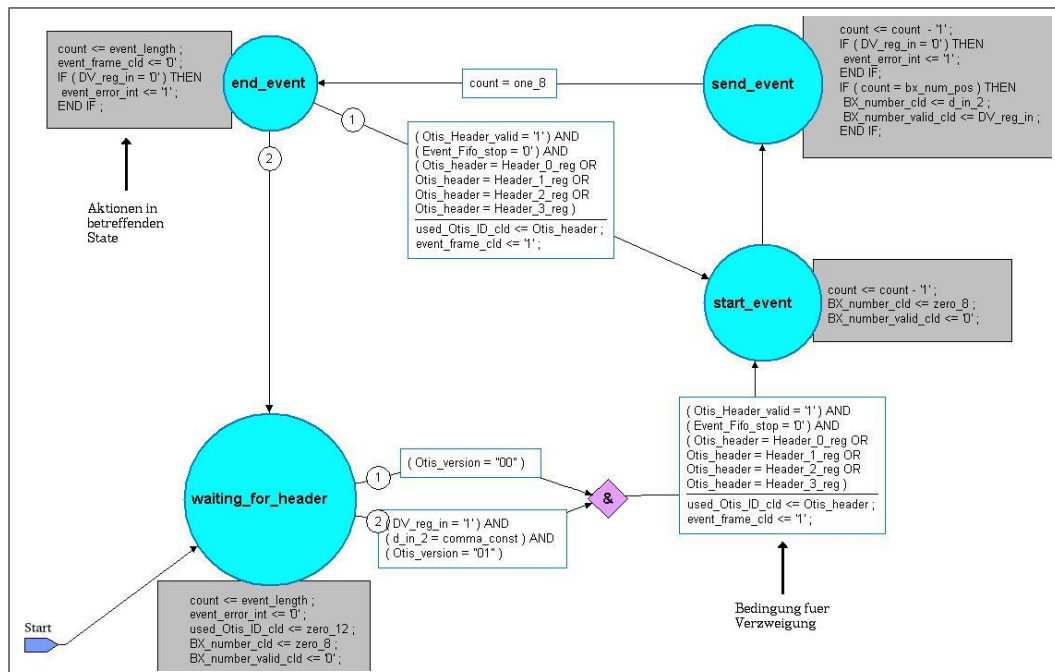 count <= event_length ;
event_frame_cld <= '0';
IF ( DV_reg_in = '0' ) THEN
event_error_int <= '1' ;
END IF ;
end_event
count = one_8
send_event
count <= count - '1' ;
IF ( DV_reg_in = '0' ) THEN
event_error_int <= '1' ;
END IF;
IF ( count = bx_num_pos ) THEN
BX_number_cld <= d_in_2 ;
BX_number_valid_cld <= DV_reg_in ;
END IF;
1
2
( Otis_Header_valid = '1' ) AND
( Event_Fifo_stop = '0' ) AND
( Otis_header = Header_0_reg OR
Otis_header = Header_1_reg OR
Otis_header = Header_2_reg OR
Otis_header = Header_3_reg )
used_Otis_ID_cld <= Otis_header ;
event_frame_cld <= '1' ;
Aktionen in
betreffenden
State
start_event
count <= count - '1' ;
BX_number_cld <= zero_8 ;
BX_number_valid_cld <= '0' ;
waiting_for_header
1
( Otis_version = "00" )
2
( DV_reg_in = '1' ) AND
( d_in_2 = comma_const ) AND
( Otis_version = "01" )
&
( Otis_Header_valid = '1' ) AND
( Event_Fifo_stop = '0' ) AND
( Otis_header = Header_0_reg OR
Otis_header = Header_1_reg OR
Otis_header = Header_2_reg OR
Otis_header = Header_3_reg )
used_Otis_ID_cld <= Otis_header ;
event_frame_cld <= '1' ;
Bedingung fuer
Verzweigung
Start
count <= event_length ;
event_error_int <= '0' ;
used_Otis_ID_cld <= zero_12 ;
BX_number_cld <= zero_8 ;
BX_number_valid_cld <= '0' ;